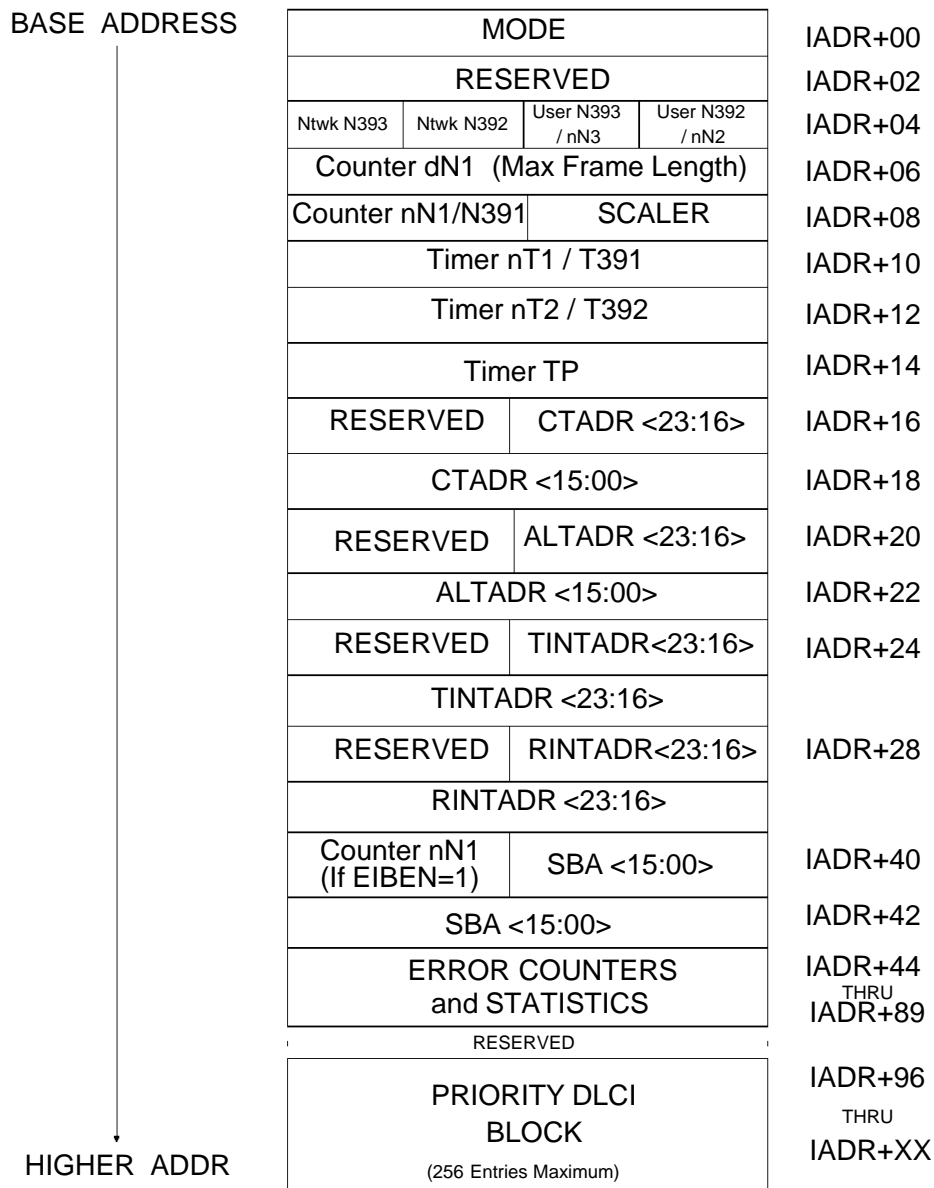 BASE ADDRESS
MODE IADR+00
RESERVED IADR+02
Ntwk N393 Ntwk N392 User N393 / nN3 User N392 / nN2 IADR+04
Counter dN1 (Max Frame Length) IADR+06
Counter nN1/N391 SCALER IADR+08
Timer nT1 / T391 IADR+10
Timer nT2 / T392 IADR+12
Timer TP IADR+14
RESERVED CTADR <23:16> IADR+16
CTADR <15:00> IADR+18
RESERVED ALTADR <23:16> IADR+20
ALTADR <15:00> IADR+22
RESERVED TINTADR<23:16> IADR+24
TINTADR <23:16>
RESERVED RINTADR<23:16> IADR+28
RINTADR <23:16>
Counter nN1 (If EIBEN=1) SBA <15:00> IADR+40
SBA <15:00> IADR+42
ERROR COUNTERS IADR+44
THRU
and STATISTICS IADR+89
RESERVED
PRIORITY DLCI IADR+96
THRU
BLOCK IADR+XX
HIGHER ADDR (256 Entries Maximum)